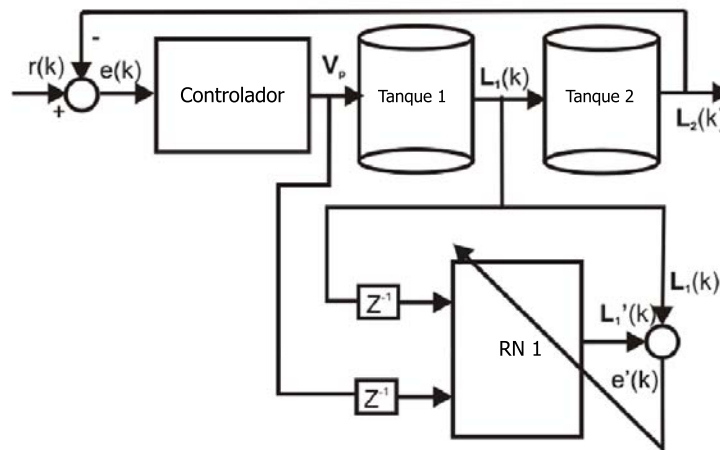 -
r(k)
e(k)
+
Controlador
Vₚ
Tanque 1
L₁(k)
Tanque 2
L₂(k)
Z⁻¹
Z⁻¹
RN 1
L₁'(k)
L₁(k)
e'(k)